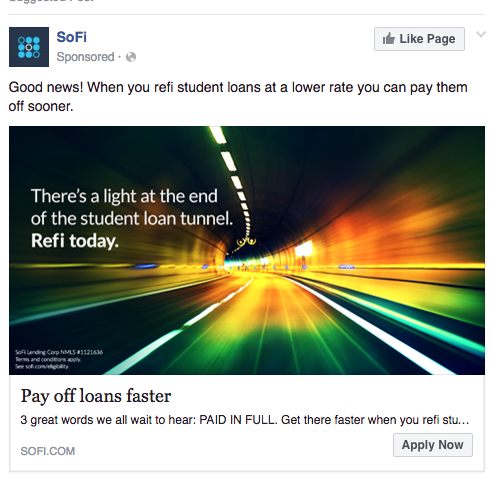 SoFi
Like Page
Sponsored ·
Good news! When you refi student loans at a lower rate you can pay them
off sooner.
There's a light at the end
of the student loan tunnel.
Refi today.
SoFi Lending Corp NMLS #1121636
Terms and conditions apply.
See sofi.com/eligibility.
Pay off loans faster
3 great words we all wait to hear: PAID IN FULL. Get there faster when you refi stu...
SOFI.COM
Apply Now